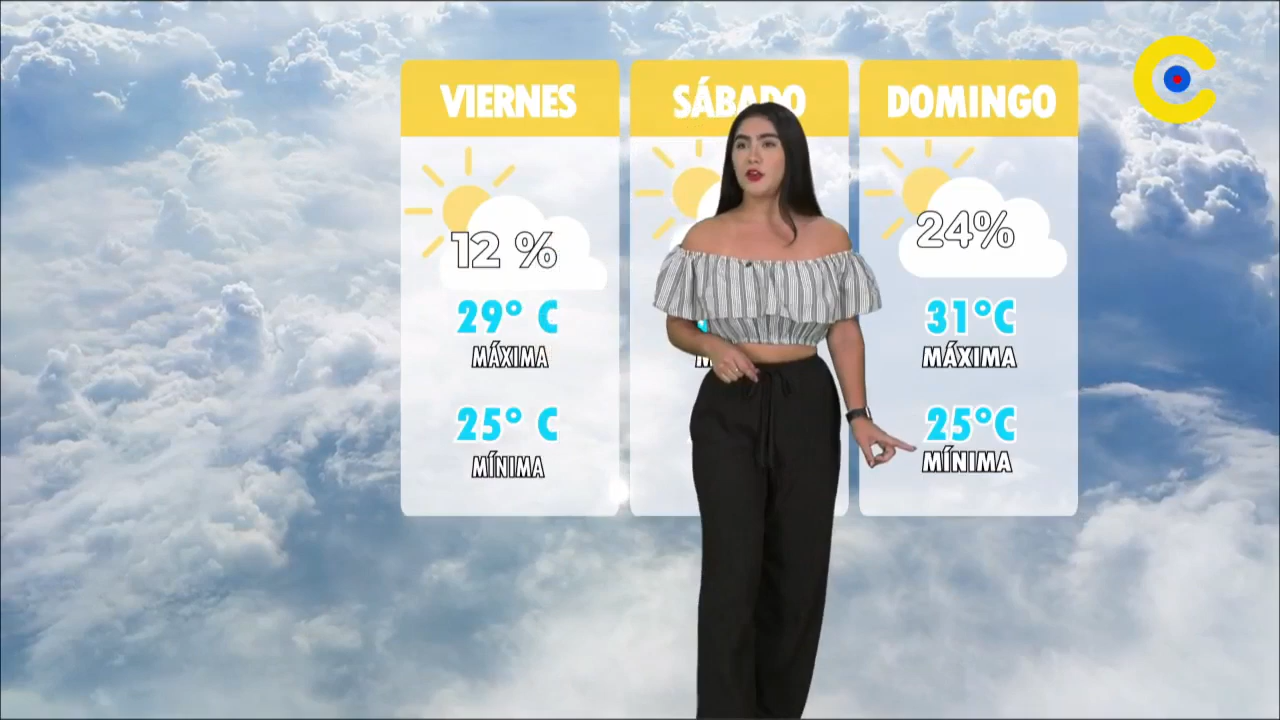 VIERNES
12 %
29° C
MÁXIMA
25° C
MÍNIMA
SÁBADO
DOMINGO
24%
31°C
MÁXIMA
25°C
MÍNIMA